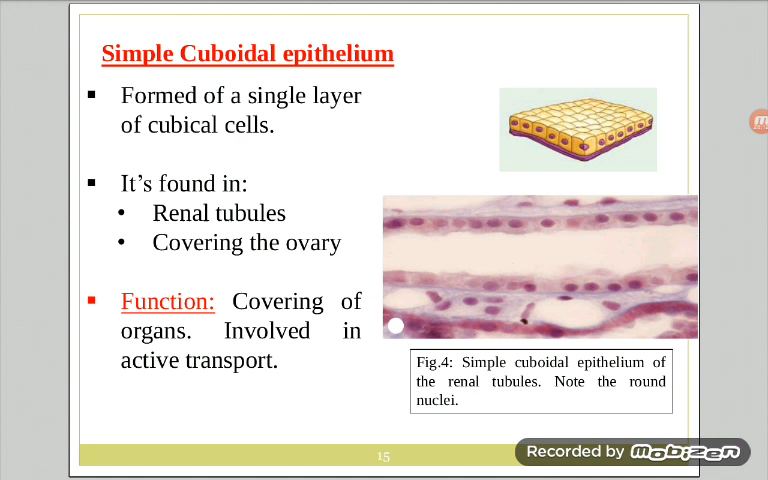 Simple Cuboidal epithelium
▪ Formed of a single layer
of cubical cells.
▪ It’s found in:
• Renal tubules
• Covering the ovary
▪ Function: Covering of
organs. Involved in
active transport.
Fig.4: Simple cuboidal epithelium of
the renal tubules. Note the round
nuclei.
15
Recorded by mobizen